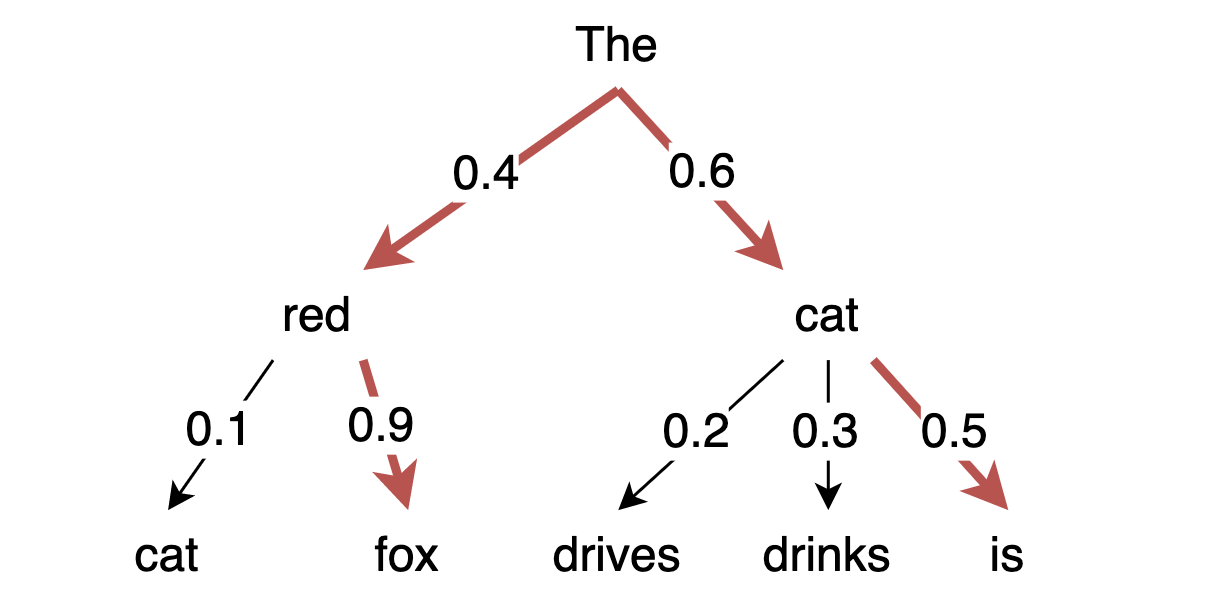 The
0.4 0.6
red cat
0.1 0.9 0.2 0.3 0.5
cat fox drives drinks is